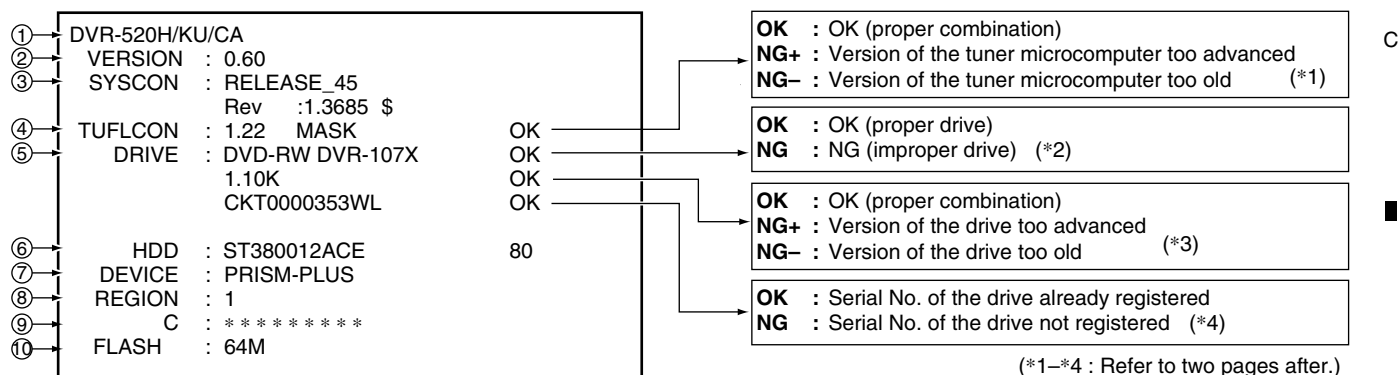 ① DVR-520H/KU/CA
② VERSION : 0.60
③ SYSCON : RELEASE_45
Rev :1.3685 $
④ TUFLCON : 1.22 MASK OK
⑤ DRIVE : DVD-RW DVR-107X OK
1.10K OK
CKT0000353WL OK
⑥ HDD : ST380012ACE 80
⑦ DEVICE : PRISM-PLUS
⑧ REGION : 1
⑨ C : * * * * * * * * *
⑩ FLASH : 64M
OK : OK (proper combination)
NG+ : Version of the tuner microcomputer too advanced
NG– : Version of the tuner microcomputer too old (*1)
OK : OK (proper drive)
NG : NG (improper drive) (*2)
OK : OK (proper combination)
NG+ : Version of the drive too advanced
NG– : Version of the drive too old (*3)
OK : Serial No. of the drive already registered
NG : Serial No. of the drive not registered (*4)
(*1–*4 : Refer to two pages after.)
C